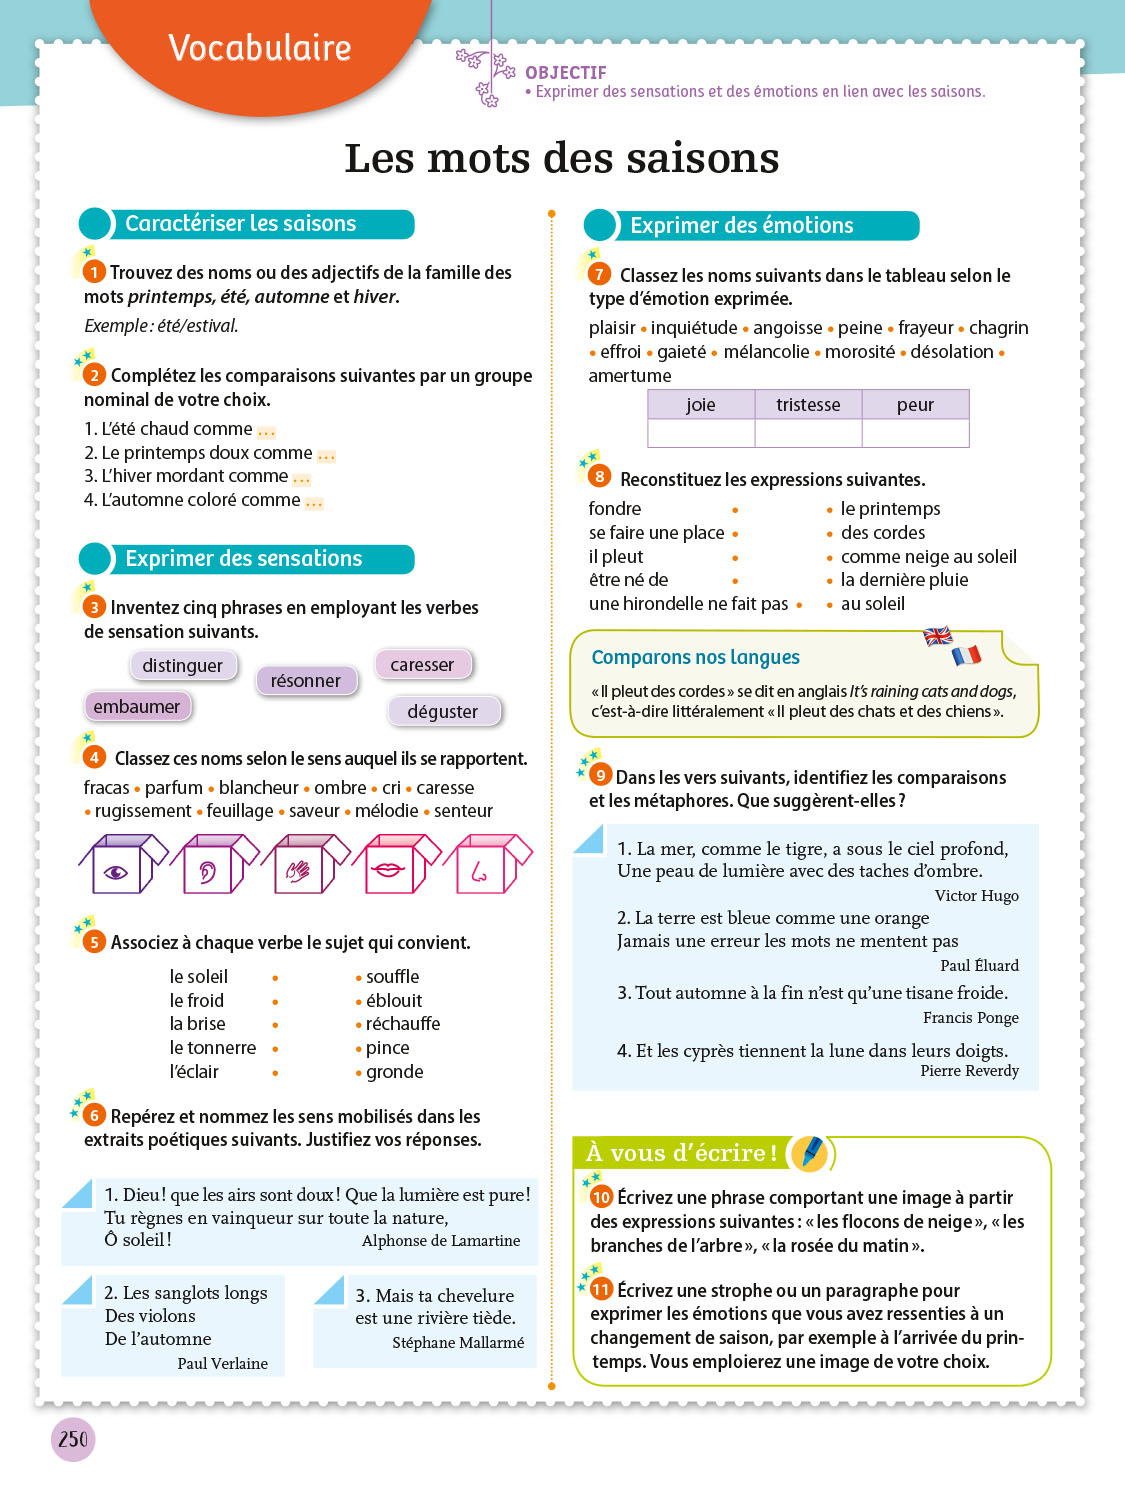 Vocabulaire
OBJECTIF
• Exprimer des sensations et des émotions en lien avec les saisons.
Les mots des saisons
Caractériser les saisons
1 Trouvez des noms ou des adjectifs de la famille des
mots printemps, été, automne et hiver.
Exemple : été/estival.
2 Complétez les comparaisons suivantes par un groupe
nominal de votre choix.
1. L'été chaud comme ...
2. Le printemps doux comme ...
3. L'hiver mordant comme ...
4. L'automne coloré comme ...
Exprimer des sensations
3 Inventez cinq phrases en employant les verbes
de sensation suivants.
distinguer
résonner
caresser
embaumer
déguster
4 Classez ces noms selon le sens auquel ils se rapportent.
fracas • parfum • blancheur • ombre • cri • caresse
• rugissement • feuillage • saveur • mélodie • senteur
5 Associez à chaque verbe le sujet qui convient.
le soleil • • souffle
le froid • • éblouit
la brise • • réchauffe
le tonnerre • • pince
l'éclair • • gronde
6 Repérez et nommez les sens mobilisés dans les
extraits poétiques suivants. Justifiez vos réponses.
1. Dieu ! que les airs sont doux ! Que la lumière est pure !
Tu règnes en vainqueur sur toute la nature,
Ô soleil !
Alphonse de Lamartine
2. Les sanglots longs
Des violons
De l'automne
Paul Verlaine
3. Mais ta chevelure
est une rivière tiède.
Stéphane Mallarmé
Exprimer des émotions
7 Classez les noms suivants dans le tableau selon le
type d'émotion exprimée.
plaisir • inquiétude • angoisse • peine • frayeur • chagrin
• effroi • gaieté • mélancolie • morosité • désolation •
amertume
joie tristesse peur
8 Reconstituez les expressions suivantes.
fondre • • le printemps
se faire une place • • des cordes
il pleut • • comme neige au soleil
être né de • • la dernière pluie
une hirondelle ne fait pas • • au soleil
Comparons nos langues
« Il pleut des cordes » se dit en anglais It's raining cats and dogs,
c'est-à-dire littéralement « Il pleut des chats et des chiens ».
9 Dans les vers suivants, identifiez les comparaisons
et les métaphores. Que suggèrent-elles ?
1. La mer, comme le tigre, a sous le ciel profond,
Une peau de lumière avec des taches d'ombre.
Victor Hugo
2. La terre est bleue comme une orange
Jamais une erreur les mots ne mentent pas
Paul Éluard
3. Tout automne à la fin n'est qu'une tisane froide.
Francis Ponge
4. Et les cyprès tiennent la lune dans leurs doigts.
Pierre Reverdy
À vous d'écrire !
10 Écrivez une phrase comportant une image à partir
des expressions suivantes : « les flocons de neige », « les
branches de l'arbre », « la rosée du matin ».
11 Écrivez une strophe ou un paragraphe pour
exprimer les émotions que vous avez ressenties à un
changement de saison, par exemple à l'arrivée du prin-
temps. Vous emploierez une image de votre choix.
250